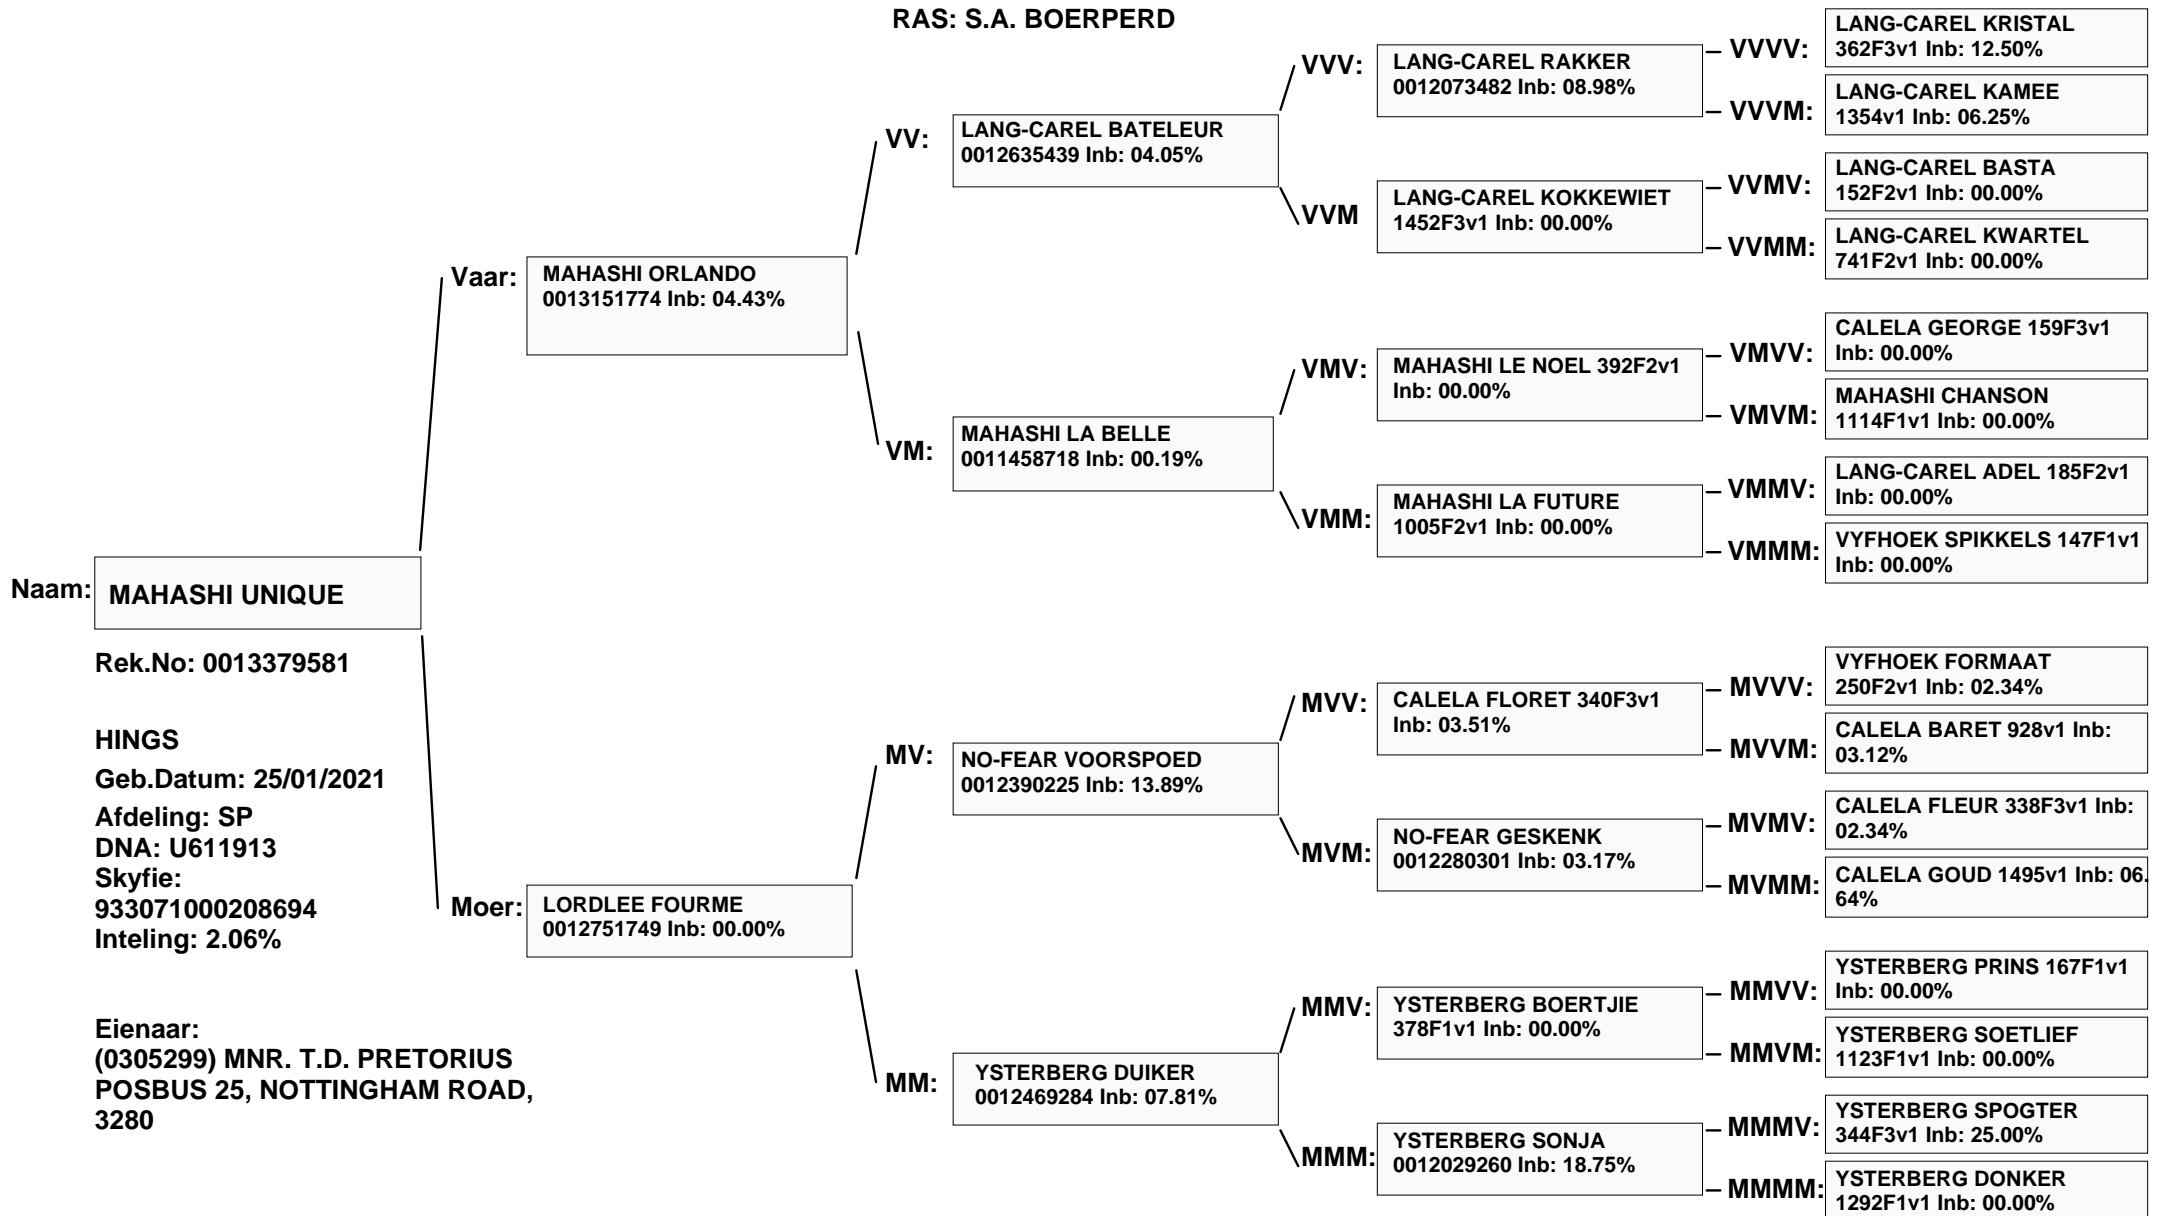 RAS: S.A. BOERPERD
Naam:
MAHASHI UNIQUE
Rek.No: 0013379581
HINGS
Geb.Datum: 25/01/2021
Afdeling: SP
DNA: U611913
Skyfie:
933071000208694
Inteling: 2.06%
Eienaar:
(0305299) MNR. T.D. PRETORIUS
POSBUS 25, NOTTINGHAM ROAD,
3280
Vaar:
MAHASHI ORLANDO
0013151774 Inb: 04.43%
Moer:
LORDLEE FOURME
0012751749 Inb: 00.00%
VV:
LANG-CAREL BATELEUR
0012635439 Inb: 04.05%
VM:
MAHASHI LA BELLE
0011458718 Inb: 00.19%
MV:
NO-FEAR VOORSPOED
0012390225 Inb: 13.89%
MM:
YSTERBERG DUIKER
0012469284 Inb: 07.81%
VVV:
LANG-CAREL RAKKER
0012073482 Inb: 08.98%
VVM
LANG-CAREL KOKKEWIET
1452F3v1 Inb: 00.00%
VMV:
MAHASHI LE NOEL 392F2v1
Inb: 00.00%
VMM:
MAHASHI LA FUTURE
1005F2v1 Inb: 00.00%
MVV:
CALELA FLORET 340F3v1
Inb: 03.51%
MVM:
NO-FEAR GESKENK
0012280301 Inb: 03.17%
MMV:
YSTERBERG BOERTJIE
378F1v1 Inb: 00.00%
MMM:
YSTERBERG SONJA
0012029260 Inb: 18.75%
VVVV:
LANG-CAREL KRISTAL
362F3v1 Inb: 12.50%
VVVM:
LANG-CAREL KAMEE
1354v1 Inb: 06.25%
VVMV:
LANG-CAREL BASTA
152F2v1 Inb: 00.00%
VVMM:
LANG-CAREL KWARTEL
741F2v1 Inb: 00.00%
VMVV:
CALELA GEORGE 159F3v1
Inb: 00.00%
VMVM:
MAHASHI CHANSON
1114F1v1 Inb: 00.00%
VMMV:
LANG-CAREL ADEL 185F2v1
Inb: 00.00%
VMMM:
VYFHOEK SPIKKELS 147F1v1
Inb: 00.00%
MVVV:
VYFHOEK FORMAAT
250F2v1 Inb: 02.34%
MVVM:
CALELA BARET 928v1 Inb:
03.12%
MVMV:
CALELA FLEUR 338F3v1 Inb:
02.34%
MVMM:
CALELA GOUD 1495v1 Inb: 06.
64%
MMVV:
YSTERBERG PRINS 167F1v1
Inb: 00.00%
MMVM:
YSTERBERG SOETLIEF
1123F1v1 Inb: 00.00%
MMMV:
YSTERBERG SPOGTER
344F3v1 Inb: 25.00%
MMMM:
YSTERBERG DONKER
1292F1v1 Inb: 00.00%